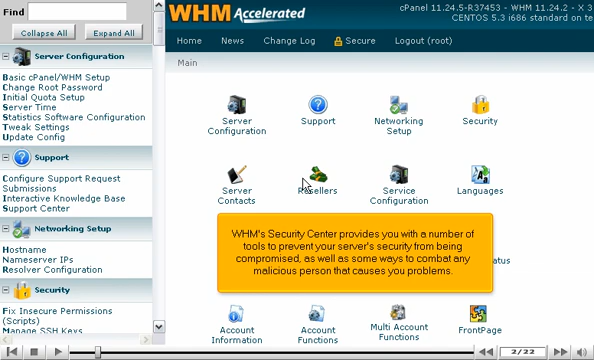 Find
Collapse All
Expand All
Server Configuration
Basic cPanel/WHM Setup
Change Root Password
Initial Quota Setup
Server Time
Statistics Software Configuration
Tweak Settings
Update Config
Support
Configure Support Request
Submissions
Interactive Knowledge Base
Support Center
Networking Setup
Hostname
Nameserver IPs
Resolver Configuration
Security
Fix Insecure Permissions
(Scripts)
Manage SSH Keys
WHM Accelerated
cPanel 11.24.5-R37453 - WHM 11.24.2 - X 3
CENTOS 5.3 i686 standard on te
Home
News
Change Log
Secure
Logout (root)
Main
Server
Configuration
Support
Networking
Setup
Security
Server
Contacts
Resellers
Service
Configuration
Languages
WHM's Security Center provides you with a number of
tools to prevent your server's security from being
compromised, as well as some ways to combat any
malicious person that causes you problems.
atus
Account
Information
Account
Functions
Multi Account
Functions
FrontPage
2/22